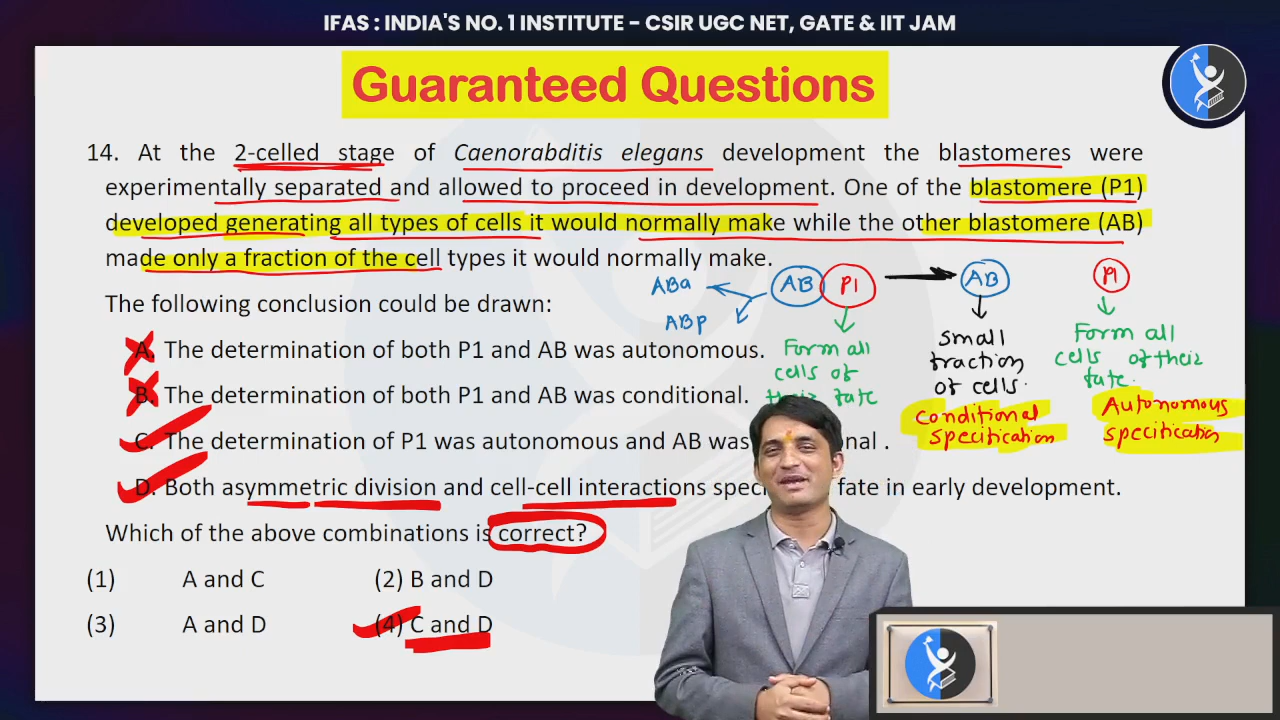 IFAS : INDIA'S NO. 1 INSTITUTE - CSIR UGC NET, GATE & IIT JAM
Guaranteed Questions
14. At the 2-celled stage of Caenorabditis elegans development the blastomeres were
experimentally separated and allowed to proceed in development. One of the blastomere (P1)
developed generating all types of cells it would normally make while the other blastomere (AB)
made only a fraction of the cell types it would normally make.
ABa AB P1 AB P1
ABp
The following conclusion could be drawn:
Form all
cells of
their fate
small
fraction
of cells.
Form all
cells of their
fate.
A. The determination of both P1 and AB was autonomous.
B. The determination of both P1 and AB was conditional.
Conditional
specification
Autonomous
specification
C. The determination of P1 was autonomous and AB was
D. Both asymmetric division and cell-cell interactions fate in early development.
Which of the above combinations is correct?
(1) A and C (2) B and D
(3) A and D (4) C and D